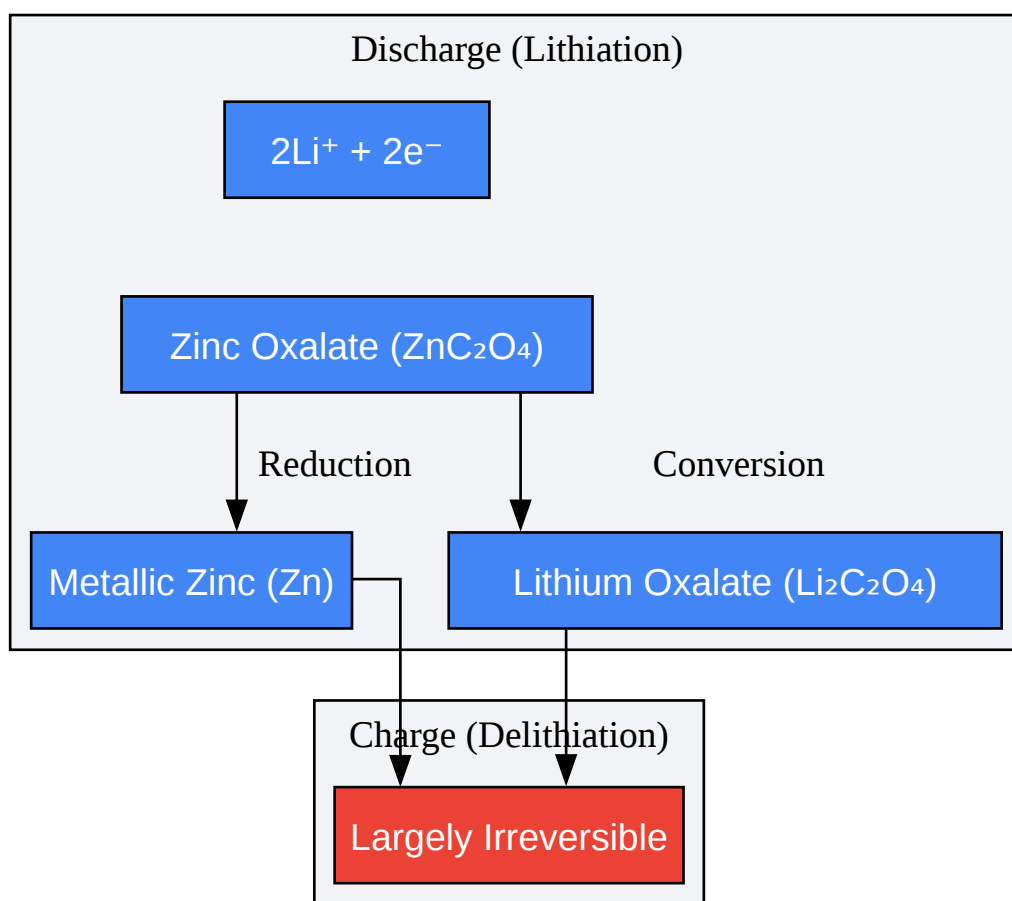 Discharge (Lithiation)
2Li⁺ + 2e⁻
Zinc Oxalate (ZnC₂O₄)
Reduction
Conversion
Metallic Zinc (Zn)
Lithium Oxalate (Li₂C₂O₄)
Charge (Delithiation)
Largely Irreversible